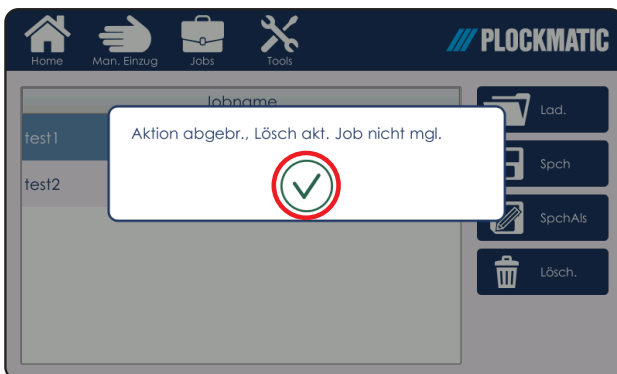 Home
Man. Einzug
Jobs
Tools
PLOCKMATIC
Jobname
test1
test2
Aktion abgebr., Lösch akt. Job nicht mgl.
Lad.
Spch
SpchAls
Lösch.